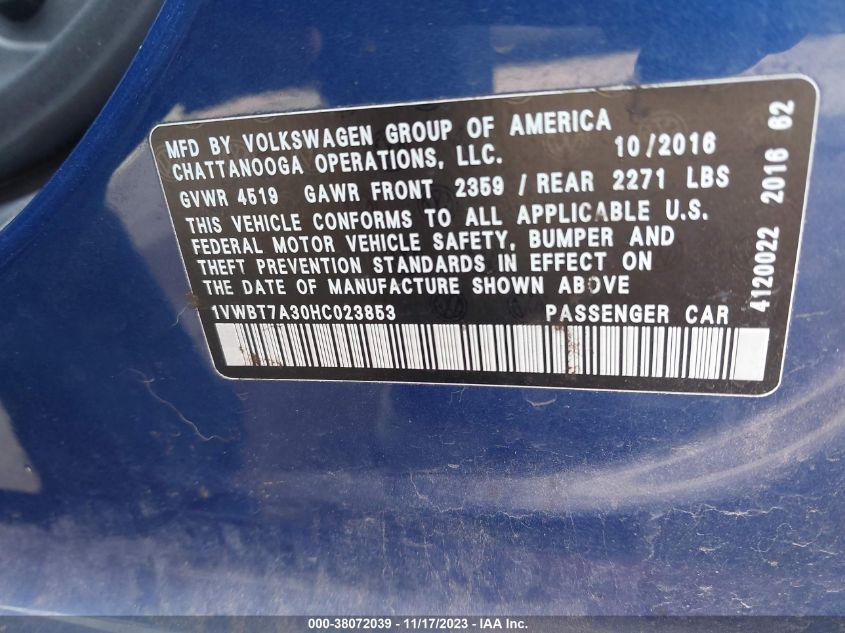 MFD BY VOLKSWAGEN GROUP OF AMERICA
CHATTANOOGA OPERATIONS, LLC. 10/2016
GVWR 4519 GAWR FRONT 2359 / REAR 2271 LBS
THIS VEHICLE CONFORMS TO ALL APPLICABLE U.S.
FEDERAL MOTOR VEHICLE SAFETY, BUMPER AND
THEFT PREVENTION STANDARDS IN EFFECT ON
THE DATE OF MANUFACTURE SHOWN ABOVE
1VWBT7A30HC023853 PASSENGER CAR
4120022 2016 62
000-38072039 - 11/17/2023 - IAA Inc.